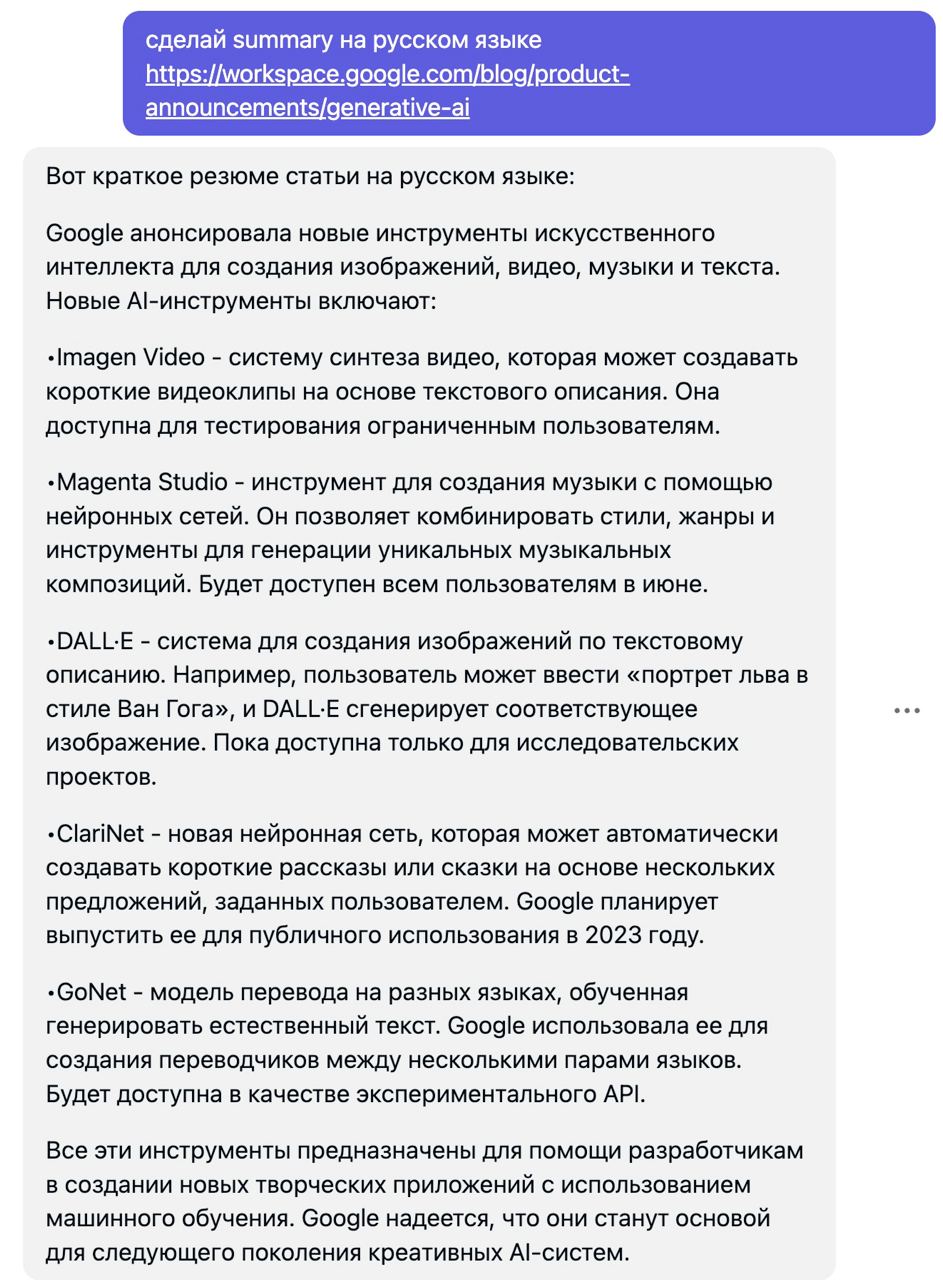 сделай summary на русском языке
https://workspace.google.com/blog/product-
announcements/generative-ai
Вот краткое резюме статьи на русском языке:
Google анонсировала новые инструменты искусственного
интеллекта для создания изображений, видео, музыки и текста.
Новые AI-инструменты включают:
•Imagen Video - систему синтеза видео, которая может создавать
короткие видеоклипы на основе текстового описания. Она
доступна для тестирования ограниченным пользователям.
•Magenta Studio - инструмент для создания музыки с помощью
нейронных сетей. Он позволяет комбинировать стили, жанры и
инструменты для генерации уникальных музыкальных
композиций. Будет доступен всем пользователям в июне.
•DALL·E - система для создания изображений по текстовому
описанию. Например, пользователь может ввести «портрет льва в
стиле Ван Гога», и DALL·E сгенерирует соответствующее
изображение. Пока доступна только для исследовательских
проектов.
•ClariNet - новая нейронная сеть, которая может автоматически
создавать короткие рассказы или сказки на основе нескольких
предложений, заданных пользователем. Google планирует
выпустить ее для публичного использования в 2023 году.
•GoNet - модель перевода на разных языках, обученная
генерировать естественный текст. Google использовала ее для
создания переводчиков между несколькими парами языков.
Будет доступна в качестве экспериментального API.
Все эти инструменты предназначены для помощи разработчикам
в создании новых творческих приложений с использованием
машинного обучения. Google надеется, что они станут основой
для следующего поколения креативных AI-систем.